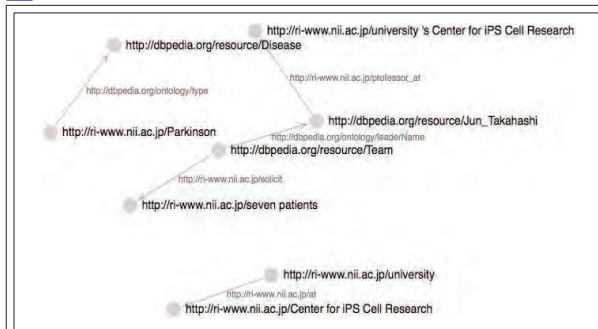 http://ri-www.nii.ac.jp/university 's Center for iPS Cell Research
http://dbpedia.org/resource/Disease
http://ri-www.nii.ac.jp/professor_at
http://dbpedia.org/ontology/type
http://dbpedia.org/resource/Jun_Takahashi
http://ri-www.nii.ac.jp/Parkinson
http://dbpedia.org/ontology/leaderName
http://dbpedia.org/resource/Team
http://ri-www.nii.ac.jp/solicit
http://ri-www.nii.ac.jp/seven patients
http://ri-www.nii.ac.jp/university
http://ri-www.nii.ac.jp/at
http://ri-www.nii.ac.jp/Center for iPS Cell Research